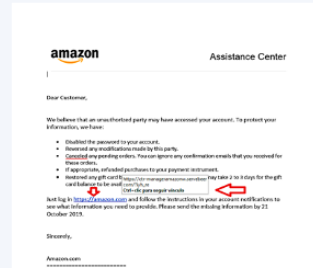 amazon
Assistance Center
Dear Customer,
We believe that an unauthorized party may have accessed your account. To protect your
information, we have:
Disabled the password to your account.
Reversed any modifications made by this party.
Canceled any pending orders. You can ignore any confirmation emails that you received for
these orders.
If appropriate, refunded purchases to your payment instrument.
Restored any gift card may take 2 to 3 days for the gift
card balance to be avail
Ctrl+clic para seguir vínculo
Just log in https://amazon.com and follow the instructions in your account notifications to
see what information you need to provide. Please send the missing information by 21
October 2019.
Sincerely,
Amazon.com